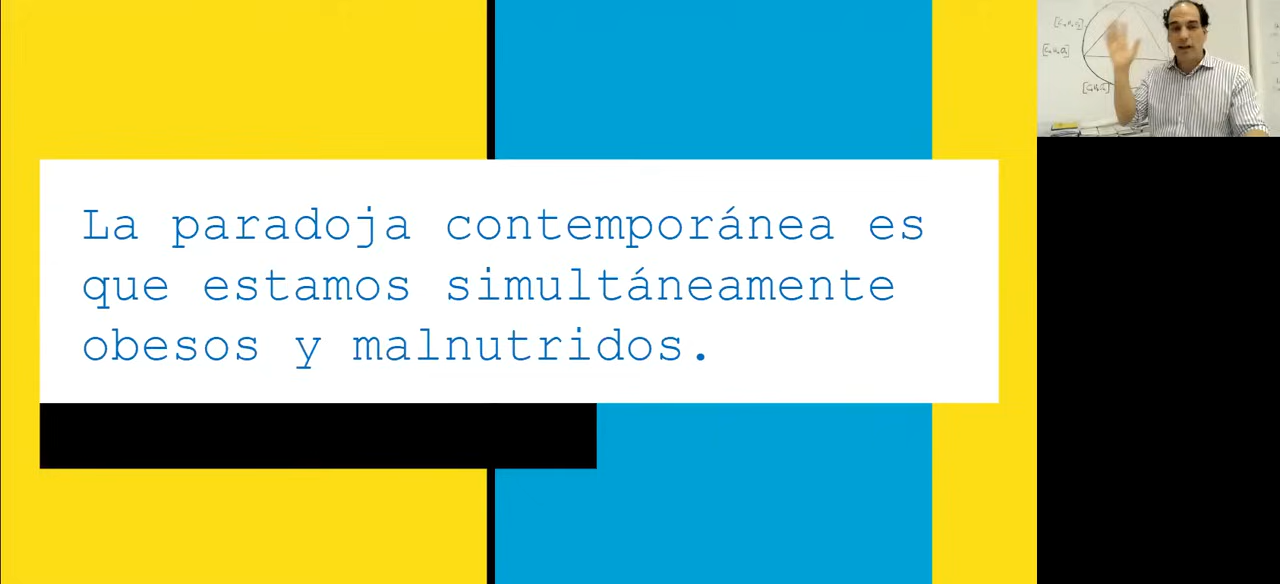 La paradoja contemporánea es
que estamos simultáneamente
obesos y malnutridos.